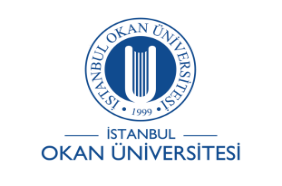 İSTANBUL OKAN ÜNİVERSİTESİ
• 1999 •
İSTANBUL
OKAN ÜNİVERSİTESİ